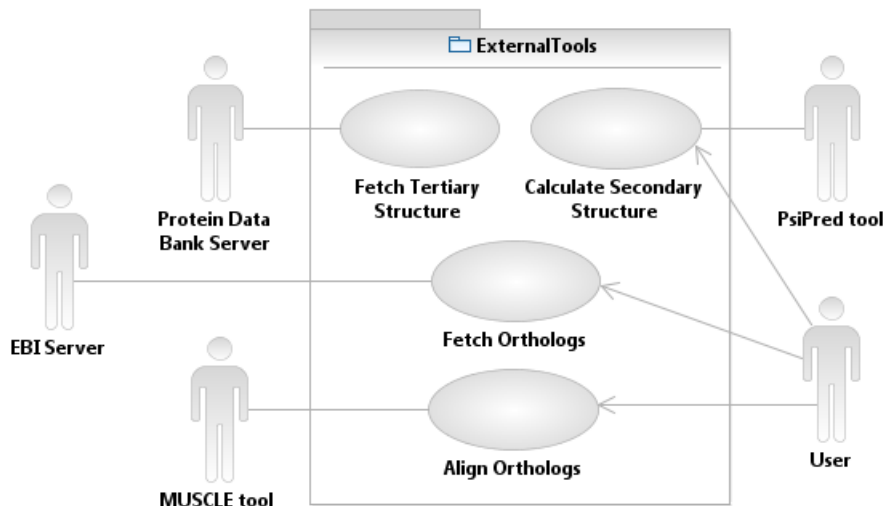 ExternalTools
Fetch Tertiary
Structure
Calculate Secondary
Structure
Protein Data
Bank Server
PsiPred tool
EBI Server
Fetch Orthologs
Align Orthologs
User
MUSCLE tool